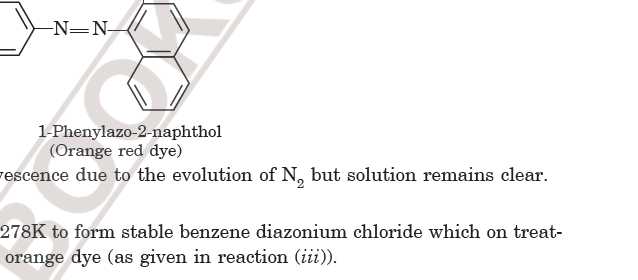 N=N
1-Phenylazo-2-naphthol
(Orange red dye)
vescence due to the evolution of N₂ but solution remains clear.
278K to form stable benzene diazonium chloride which on treat-
orange dye (as given in reaction (iii)).